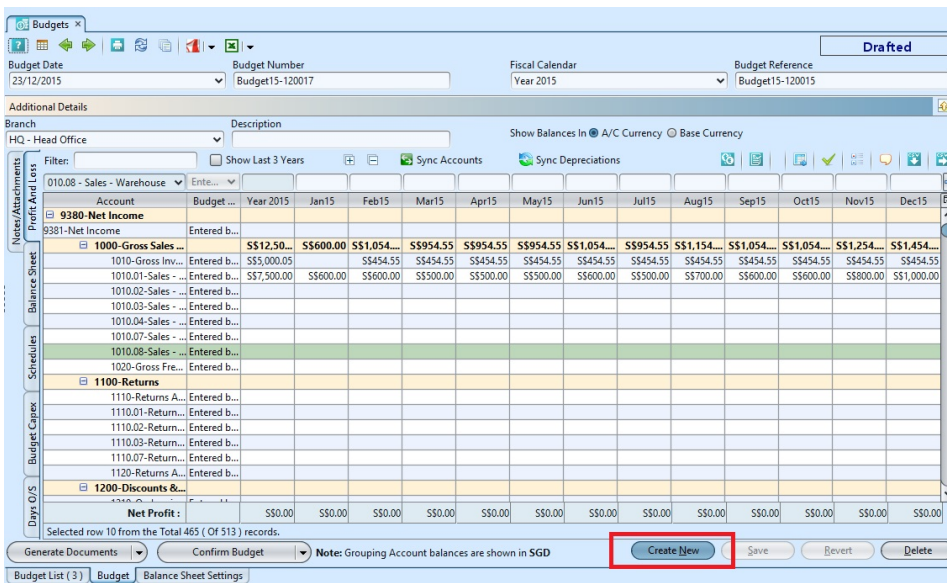 Budgets ×
Drafted
Budget Date Budget Number Fiscal Calendar Budget Reference
23/12/2015 Budget15-120017 Year 2015 Budget15-120015
Additional Details
Branch Description
HQ - Head Office Show Balances In A/C Currency Base Currency
Notes/Attachments
Profit And Loss
Balance Sheet
Schedules
Budget Capex
Days O/S
Filter: Show Last 3 Years Sync Accounts Sync Depreciations
010.08 - Sales - Warehouse Ente...
Account Budget ... Year 2015 Jan15 Feb15 Mar15 Apr15 May15 Jun15 Jul15 Aug15 Sep15 Oct15 Nov15 Dec15
9380-Net Income
9381-Net Income Entered b...
1000-Gross Sales ... S$12,50... S$600.00 S$1,054.... S$954.55 S$954.55 S$954.55 S$1,054.... S$954.55 S$1,154.... S$1,054.... S$1,054.... S$1,254.... S$1,454....
1010-Gross Inv... Entered b... S$5,000.05 S$454.55 S$454.55 S$454.55 S$454.55 S$454.55 S$454.55 S$454.55 S$454.55 S$454.55 S$454.55 S$454.55
1010.01-Sales - ... Entered b... S$7,500.00 S$600.00 S$600.00 S$500.00 S$500.00 S$500.00 S$600.00 S$500.00 S$700.00 S$600.00 S$600.00 S$800.00 S$1,000.00
1010.02-Sales - ... Entered b...
1010.03-Sales - ... Entered b...
1010.04-Sales - ... Entered b...
1010.07-Sales - ... Entered b...
1010.08-Sales - ... Entered b...
1020-Gross Fre... Entered b...
1100-Returns
1110-Returns A... Entered b...
1110.01-Return... Entered b...
1110.02-Return... Entered b...
1110.03-Return... Entered b...
1110.07-Return... Entered b...
1120-Returns A... Entered b...
1200-Discounts &...
Net Profit : S$0.00 S$0.00 S$0.00 S$0.00 S$0.00 S$0.00 S$0.00 S$0.00 S$0.00 S$0.00 S$0.00 S$0.00 S$0.00
Selected row 10 from the Total 465 ( Of 513 ) records.
Generate Documents Confirm Budget Note: Grouping Account balances are shown in SGD Create New Save Revert Delete
Budget List ( 3 ) Budget Balance Sheet Settings